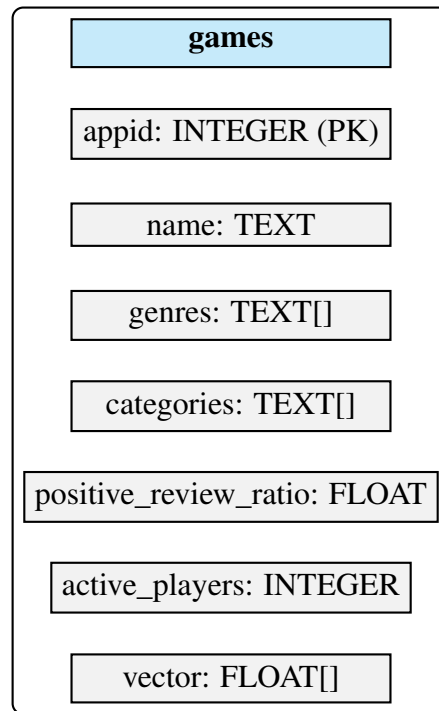 games
appid: INTEGER (PK)
name: TEXT
genres: TEXT[]
categories: TEXT[]
positive_review_ratio: FLOAT
active_players: INTEGER
vector: FLOAT[]